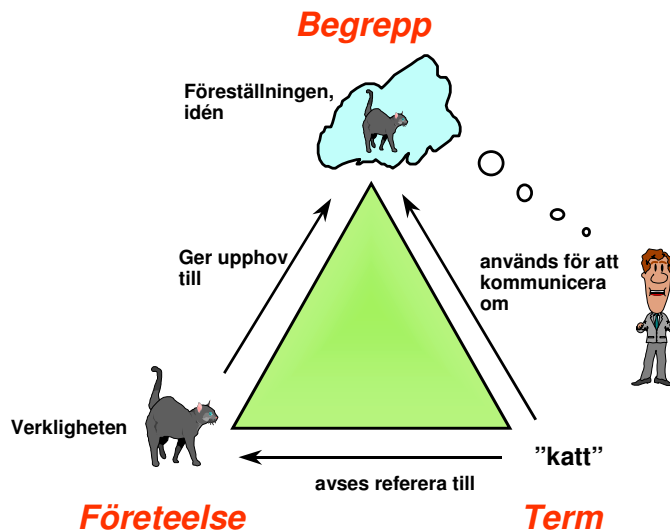 Begrepp
Föreställningen,
idén
Ger upphov
till
används för att
kommunicera
om
Verkligheten
”katt”
avses referera till
Företeelse
Term